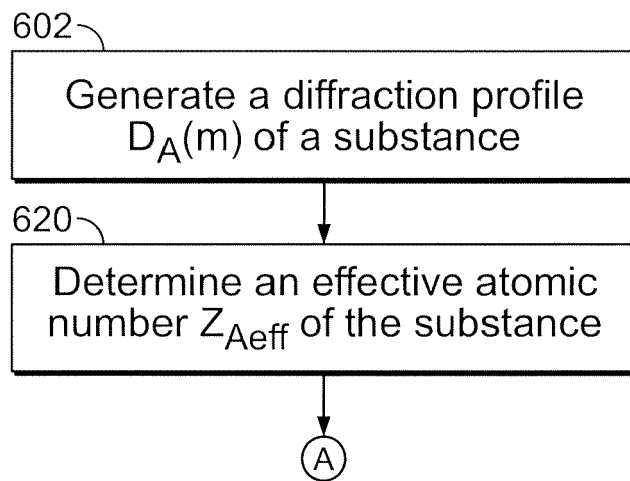 602
Generate a diffraction profile
D_A(m) of a substance
620
Determine an effective atomic
number Z_Aeff of the substance
A